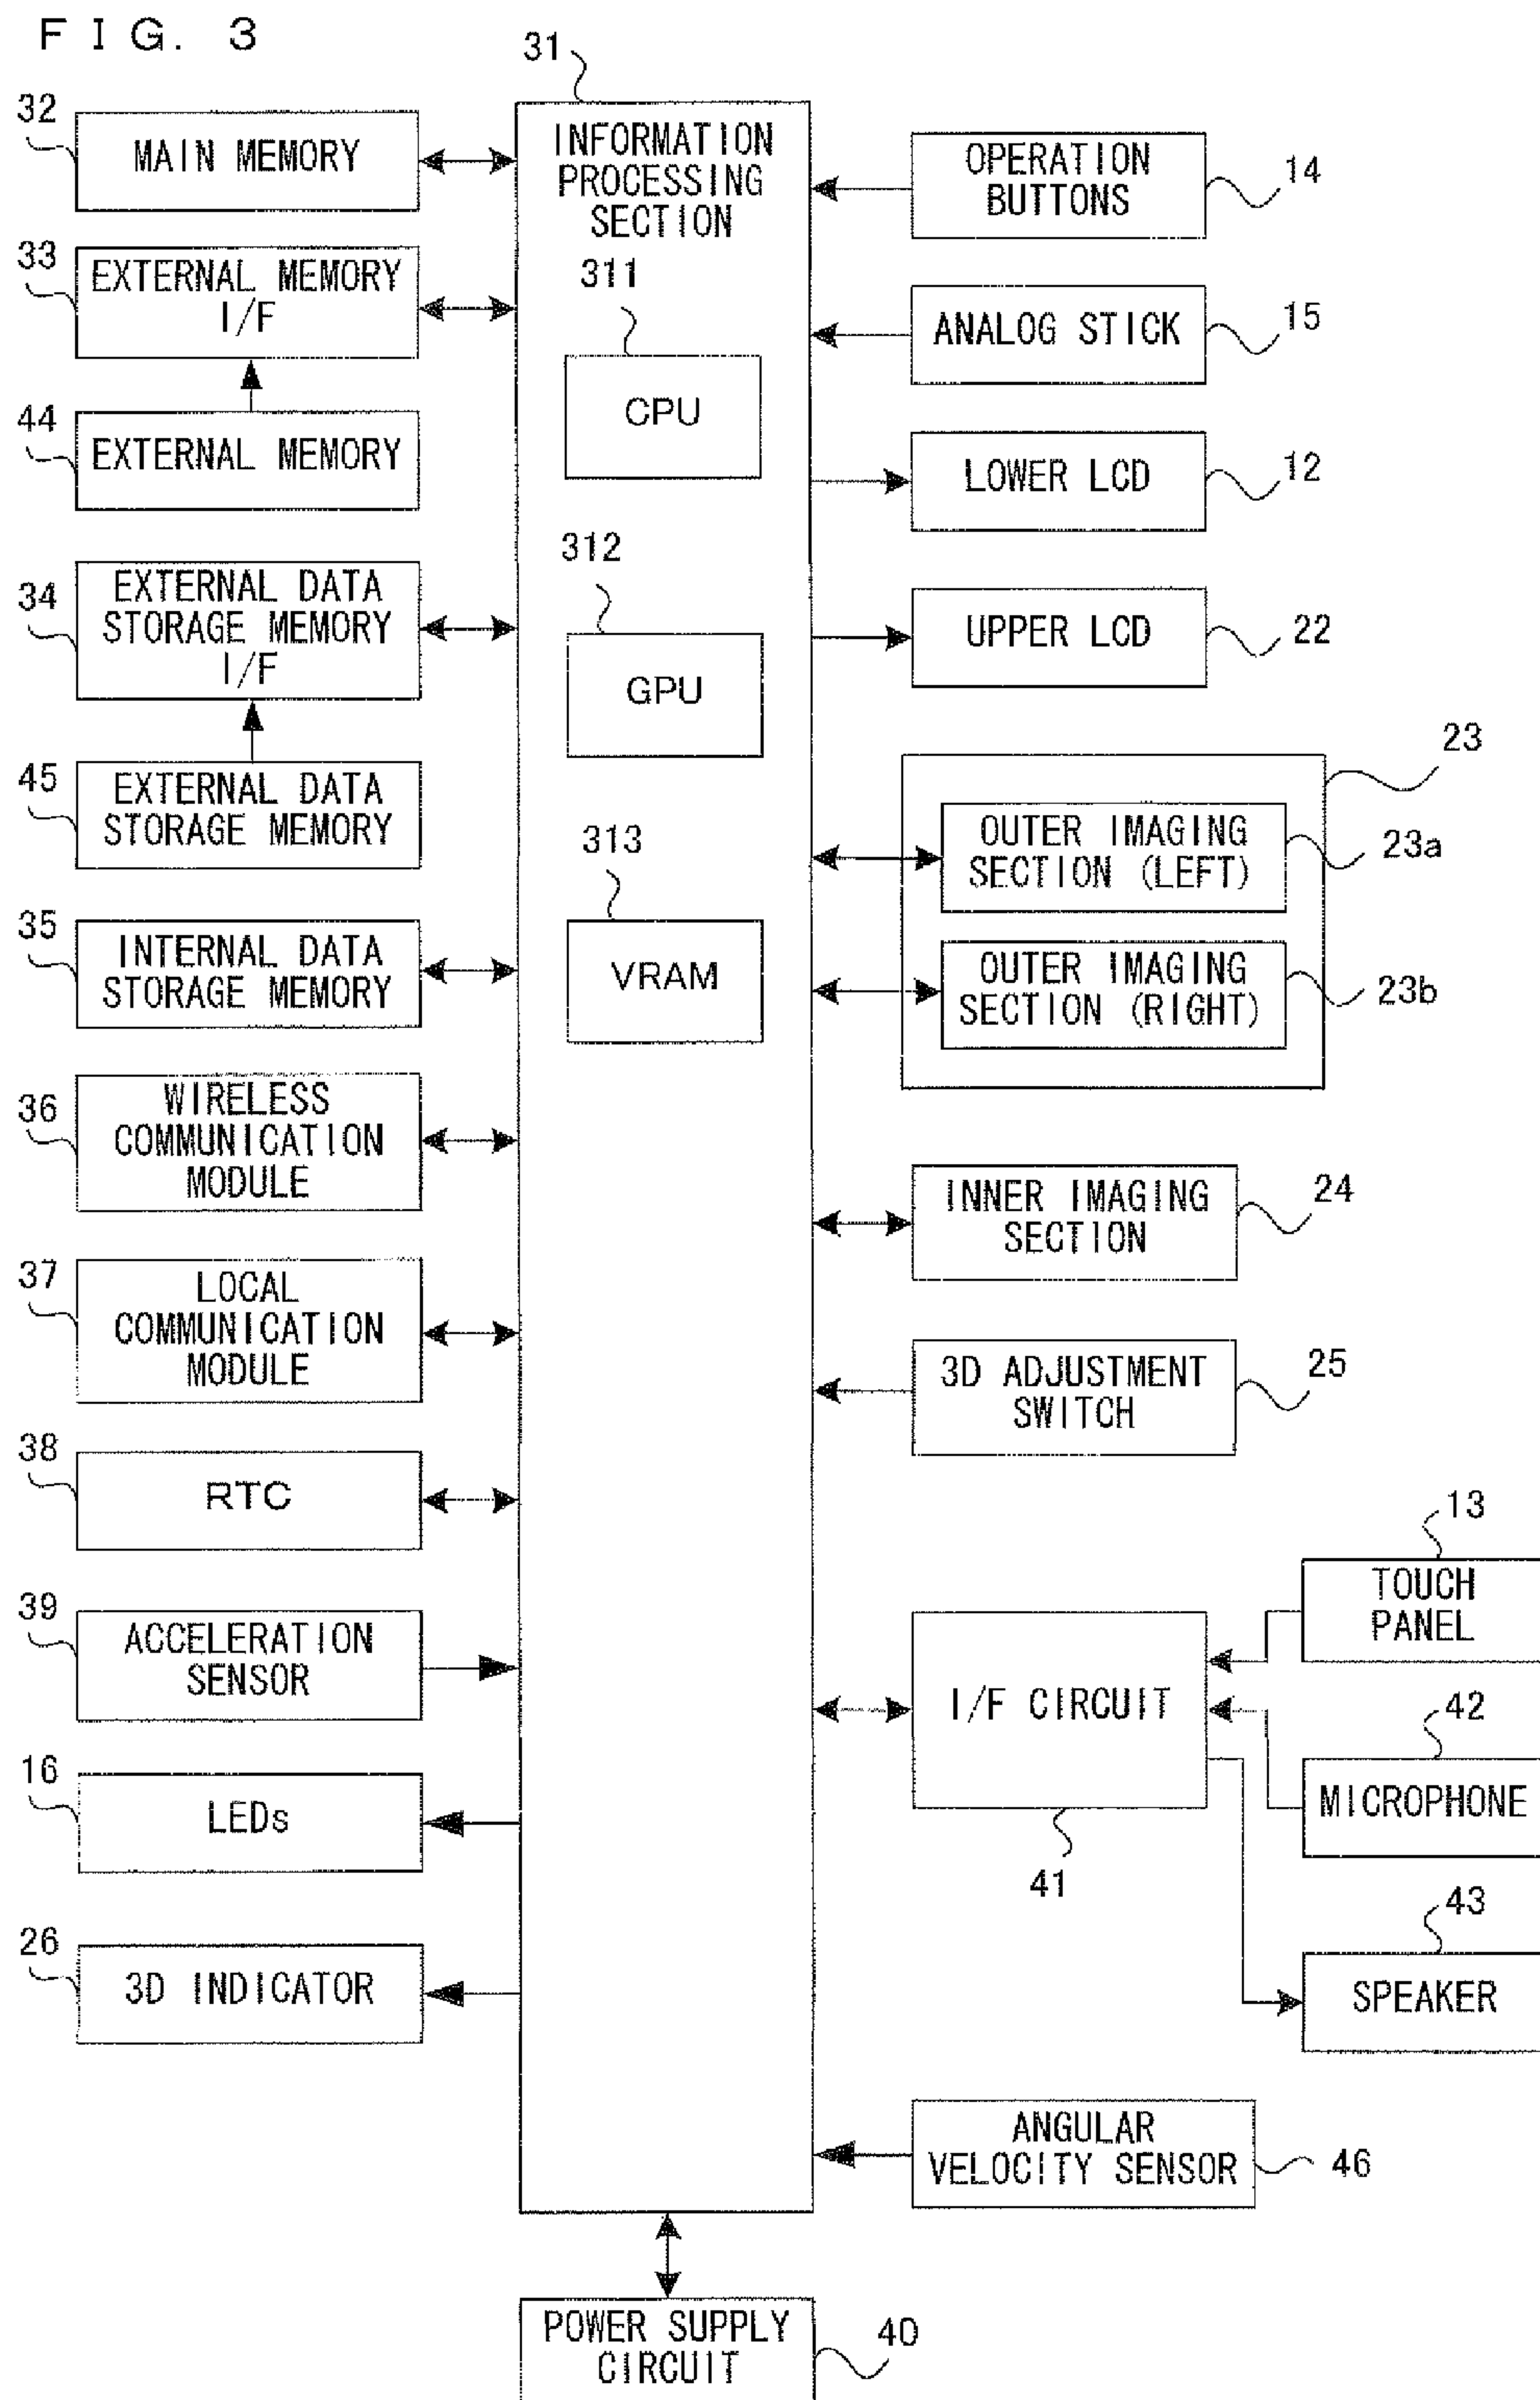 FIG. 3
31
32
MAIN MEMORY
33
EXTERNAL MEMORY
I/F
44
EXTERNAL MEMORY
34
EXTERNAL DATA
STORAGE MEMORY
I/F
45
EXTERNAL DATA
STORAGE MEMORY
35
INTERNAL DATA
STORAGE MEMORY
36
WIRELESS
COMMUNICATION
MODULE
37
LOCAL
COMMUNICATION
MODULE
38
RTC
39
ACCELERATION
SENSOR
16
LEDs
26
3D INDICATOR
INFORMATION
PROCESSING
SECTION
311
CPU
312
GPU
313
VRAM
OPERATION
BUTTONS
14
ANALOG STICK
15
LOWER LCD
12
UPPER LCD
22
23
OUTER IMAGING
SECTION (LEFT)
23a
OUTER IMAGING
SECTION (RIGHT)
23b
INNER IMAGING
SECTION
24
3D ADJUSTMENT
SWITCH
25
13
TOUCH
PANEL
I/F CIRCUIT
41
42
MICROPHONE
43
SPEAKER
ANGULAR
VELOCITY SENSOR
46
POWER SUPPLY
CIRCUIT
40